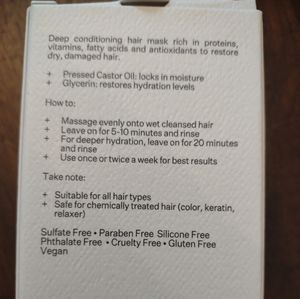 Deep conditioning hair mask rich in proteins,
vitamins, fatty acids and antioxidants to restore
dry, damaged hair.
+ Pressed Castor Oil: locks in moisture
+ Glycerin: restores hydration levels
How to:
+ Massage evenly onto wet cleansed hair
+ Leave on for 5-10 minutes and rinse
+ For deeper hydration, leave on for 20 minutes
and rinse
+ Use once or twice a week for best results
Take note:
+ Suitable for all hair types
+ Safe for chemically treated hair (color, keratin,
relaxer)
Sulfate Free • Paraben Free Silicone Free
Phthalate Free • Cruelty Free • Gluten Free
Vegan